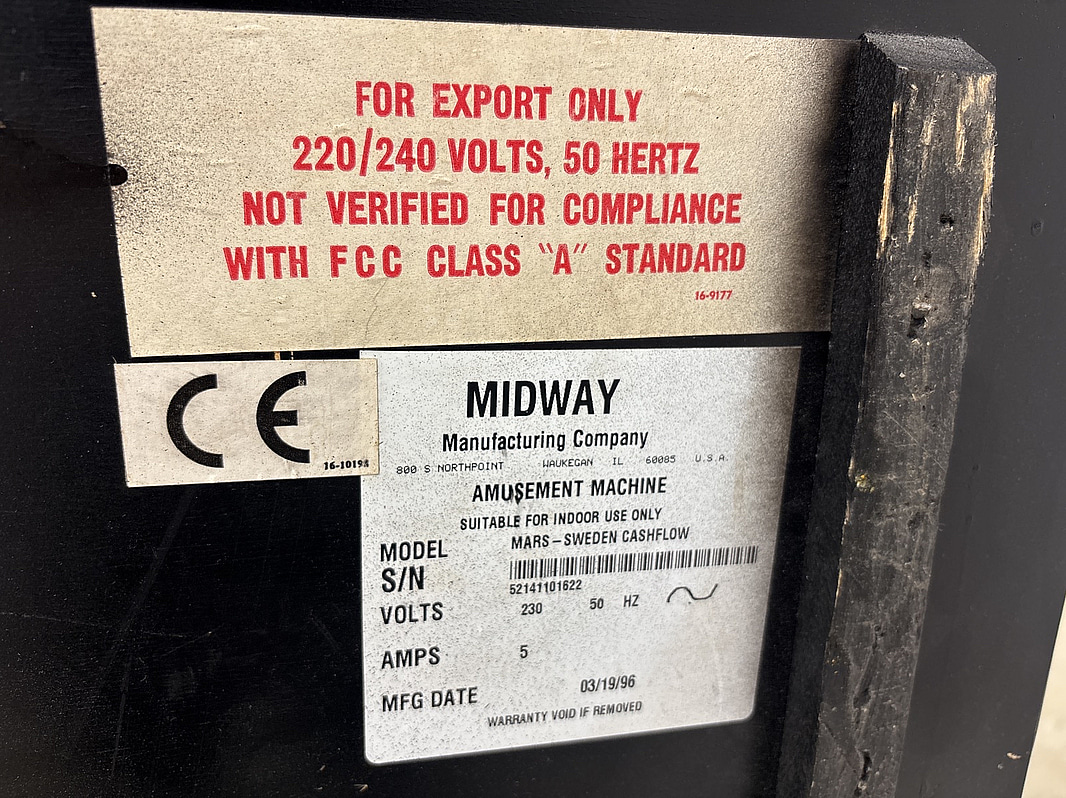 FOR EXPORT ONLY
220/240 VOLTS, 50 HERTZ
NOT VERIFIED FOR COMPLIANCE
WITH FCC CLASS "A" STANDARD
16-9177
CE
16-10193
MIDWAY
Manufacturing Company
800 S NORTHPOINT WAUKEGAN IL 60085 U.S.A.
AMUSEMENT MACHINE
SUITABLE FOR INDOOR USE ONLY
MODEL MARS-SWEDEN CASHFLOW
S/N 52141101622
VOLTS 230 50 HZ
AMPS 5
MFG DATE 03/19/96
WARRANTY VOID IF REMOVED